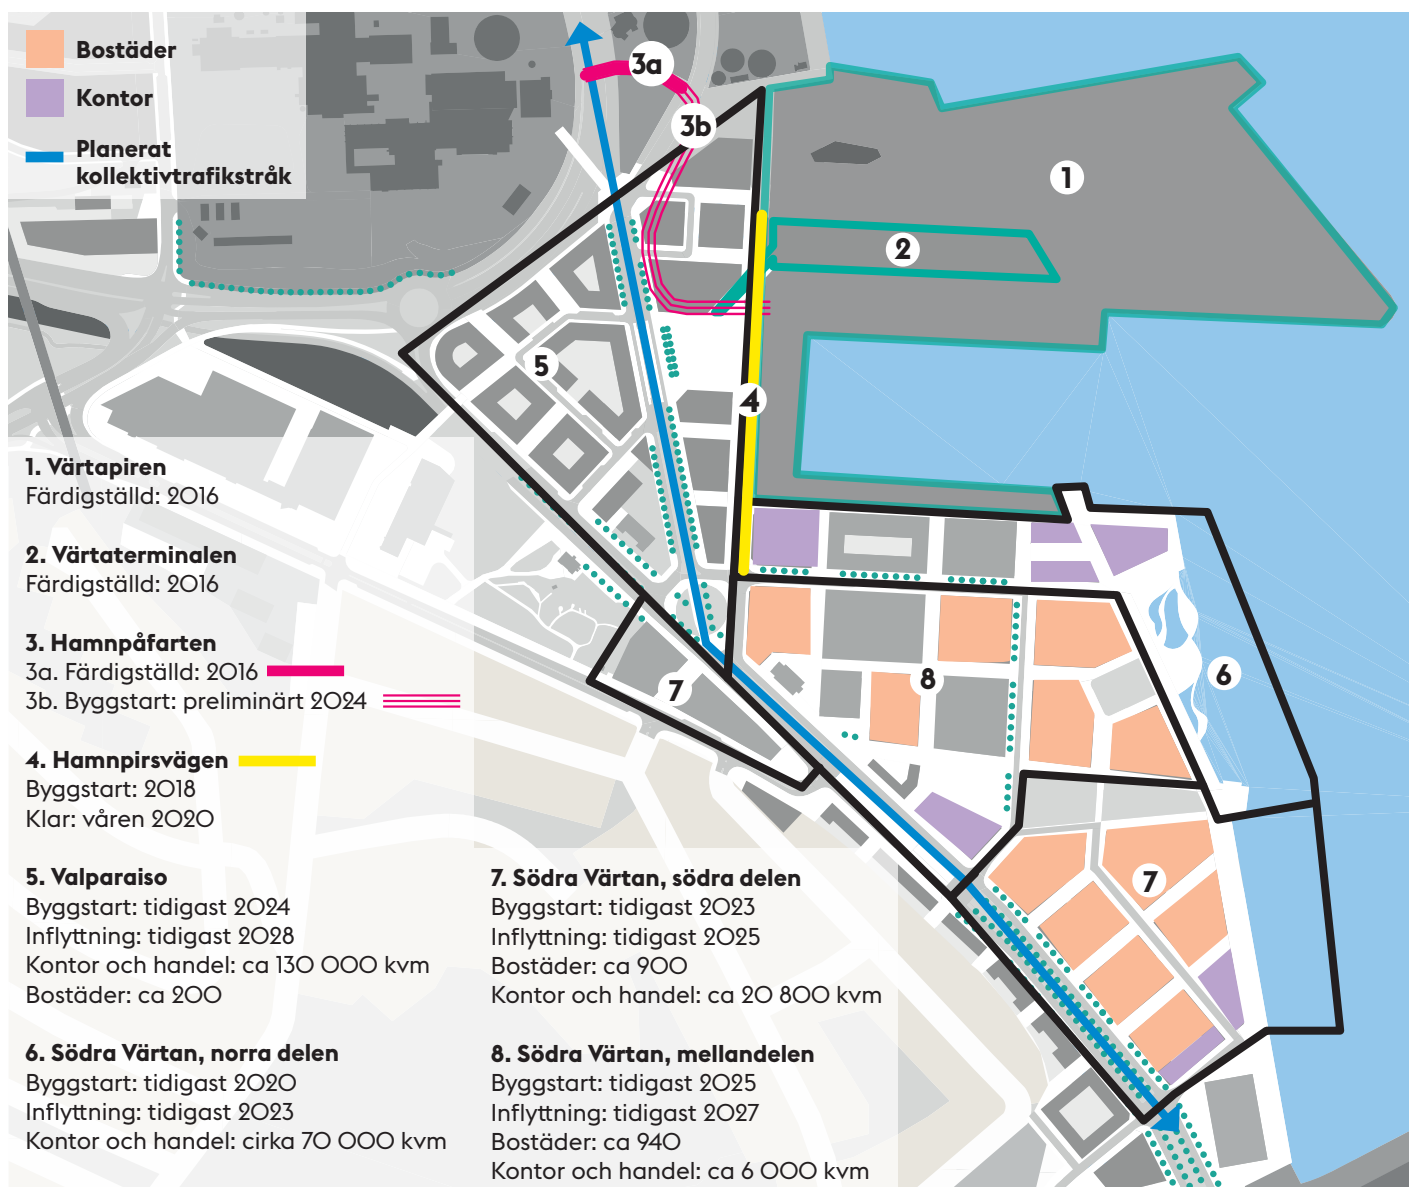 Bostäder
Kontor
Planerat
kollektivtrafikstråk
3a
3b
1
2
5
4
6
7
8
7
1. Värtapiren
Färdigställd: 2016
2. Värtaterminalen
Färdigställd: 2016
3. Hamnpåfarten
3a. Färdigställd: 2016
3b. Byggstart: preliminärt 2024
4. Hamnpirsvägen
Byggstart: 2018
Klar: våren 2020
5. Valparaiso
Byggstart: tidigast 2024
Inflyttning: tidigast 2028
Kontor och handel: ca 130 000 kvm
Bostäder: ca 200
6. Södra Värtan, norra delen
Byggstart: tidigast 2020
Inflyttning: tidigast 2023
Kontor och handel: cirka 70 000 kvm
7. Södra Värtan, södra delen
Byggstart: tidigast 2023
Inflyttning: tidigast 2025
Bostäder: ca 900
Kontor och handel: ca 20 800 kvm
8. Södra Värtan, mellandelen
Byggstart: tidigast 2025
Inflyttning: tidigast 2027
Bostäder: ca 940
Kontor och handel: ca 6 000 kvm